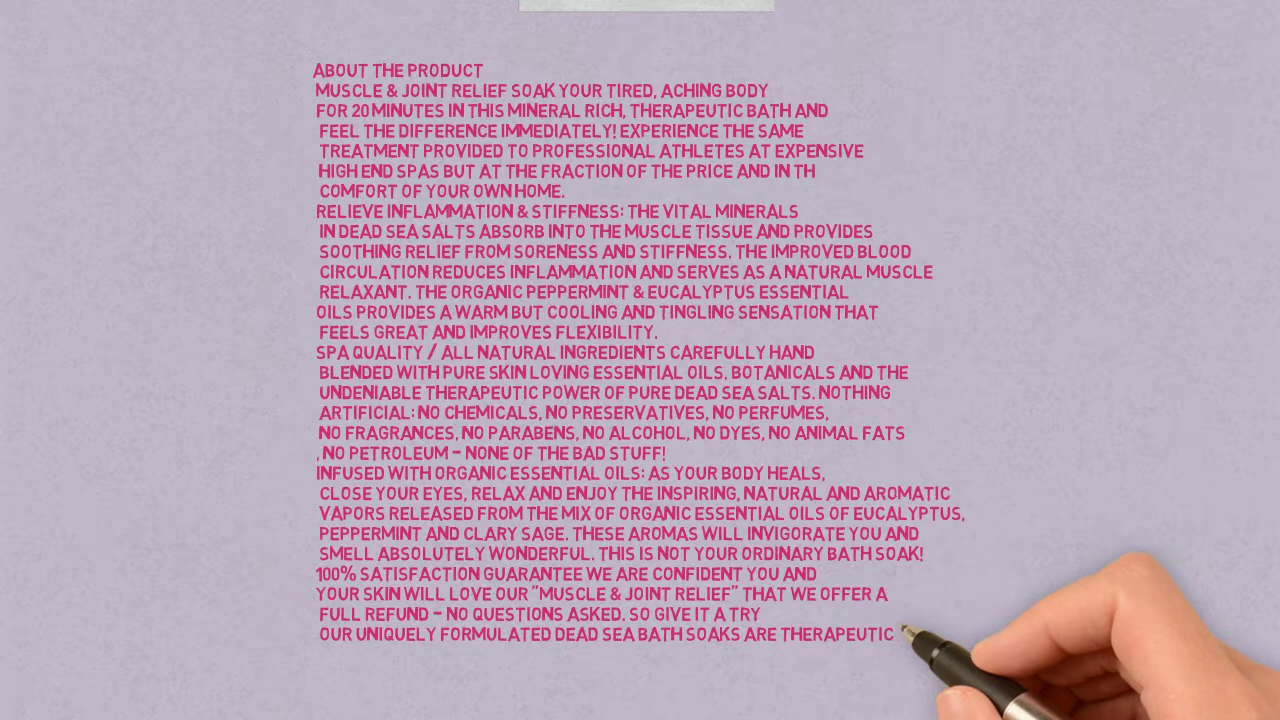 ABOUT THE PRODUCT
MUSCLE & JOINT RELIEF SOAK YOUR TIRED, ACHING BODY
FOR 20 MINUTES IN THIS MINERAL RICH, THERAPEUTIC BATH AND
FEEL THE DIFFERENCE IMMEDIATELY! EXPERIENCE THE SAME
TREATMENT PROVIDED TO PROFESSIONAL ATHLETES AT EXPENSIVE
HIGH END SPAS BUT AT THE FRACTION OF THE PRICE AND IN TH
COMFORT OF YOUR OWN HOME.
RELIEVE INFLAMMATION & STIFFNESS: THE VITAL MINERALS
IN DEAD SEA SALTS ABSORB INTO THE MUSCLE TISSUE AND PROVIDES
SOOTHING RELIEF FROM SORENESS AND STIFFNESS. THE IMPROVED BLOOD
CIRCULATION REDUCES INFLAMMATION AND SERVES AS A NATURAL MUSCLE
RELAXANT. THE ORGANIC PEPPERMINT & EUCALYPTUS ESSENTIAL
OILS PROVIDES A WARM BUT COOLING AND TINGLING SENSATION THAT
FEELS GREAT AND IMPROVES FLEXIBILITY.
SPA QUALITY / ALL NATURAL INGREDIENTS CAREFULLY HAND
BLENDED WITH PURE SKIN LOVING ESSENTIAL OILS, BOTANICALS AND THE
UNDENIABLE THERAPEUTIC POWER OF PURE DEAD SEA SALTS. NOTHING
ARTIFICIAL: NO CHEMICALS, NO PRESERVATIVES, NO PERFUMES,
NO FRAGRANCES, NO PARABENS, NO ALCOHOL, NO DYES, NO ANIMAL FATS
, NO PETROLEUM - NONE OF THE BAD STUFF!
INFUSED WITH ORGANIC ESSENTIAL OILS: AS YOUR BODY HEALS,
CLOSE YOUR EYES, RELAX AND ENJOY THE INSPIRING, NATURAL AND AROMATIC
VAPORS RELEASED FROM THE MIX OF ORGANIC ESSENTIAL OILS OF EUCALYPTUS,
PEPPERMINT AND CLARY SAGE. THESE AROMAS WILL INVIGORATE YOU AND
SMELL ABSOLUTELY WONDERFUL. THIS IS NOT YOUR ORDINARY BATH SOAK!
100% SATISFACTION GUARANTEE WE ARE CONFIDENT YOU AND
YOUR SKIN WILL LOVE OUR "MUSCLE & JOINT RELIEF" THAT WE OFFER A
FULL REFUND - NO QUESTIONS ASKED. SO GIVE IT A TRY
OUR UNIQUELY FORMULATED DEAD SEA BATH SOAKS ARE THERAPEUTIC